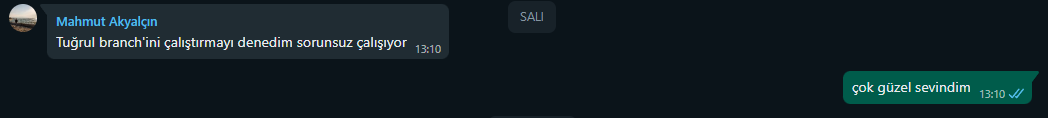 SALI
Mahmut Akyalçın
Tuğrul branch'ini çalıştırmayı denedim sorunsuz çalışıyor 13:10
çok güzel sevindim 13:10